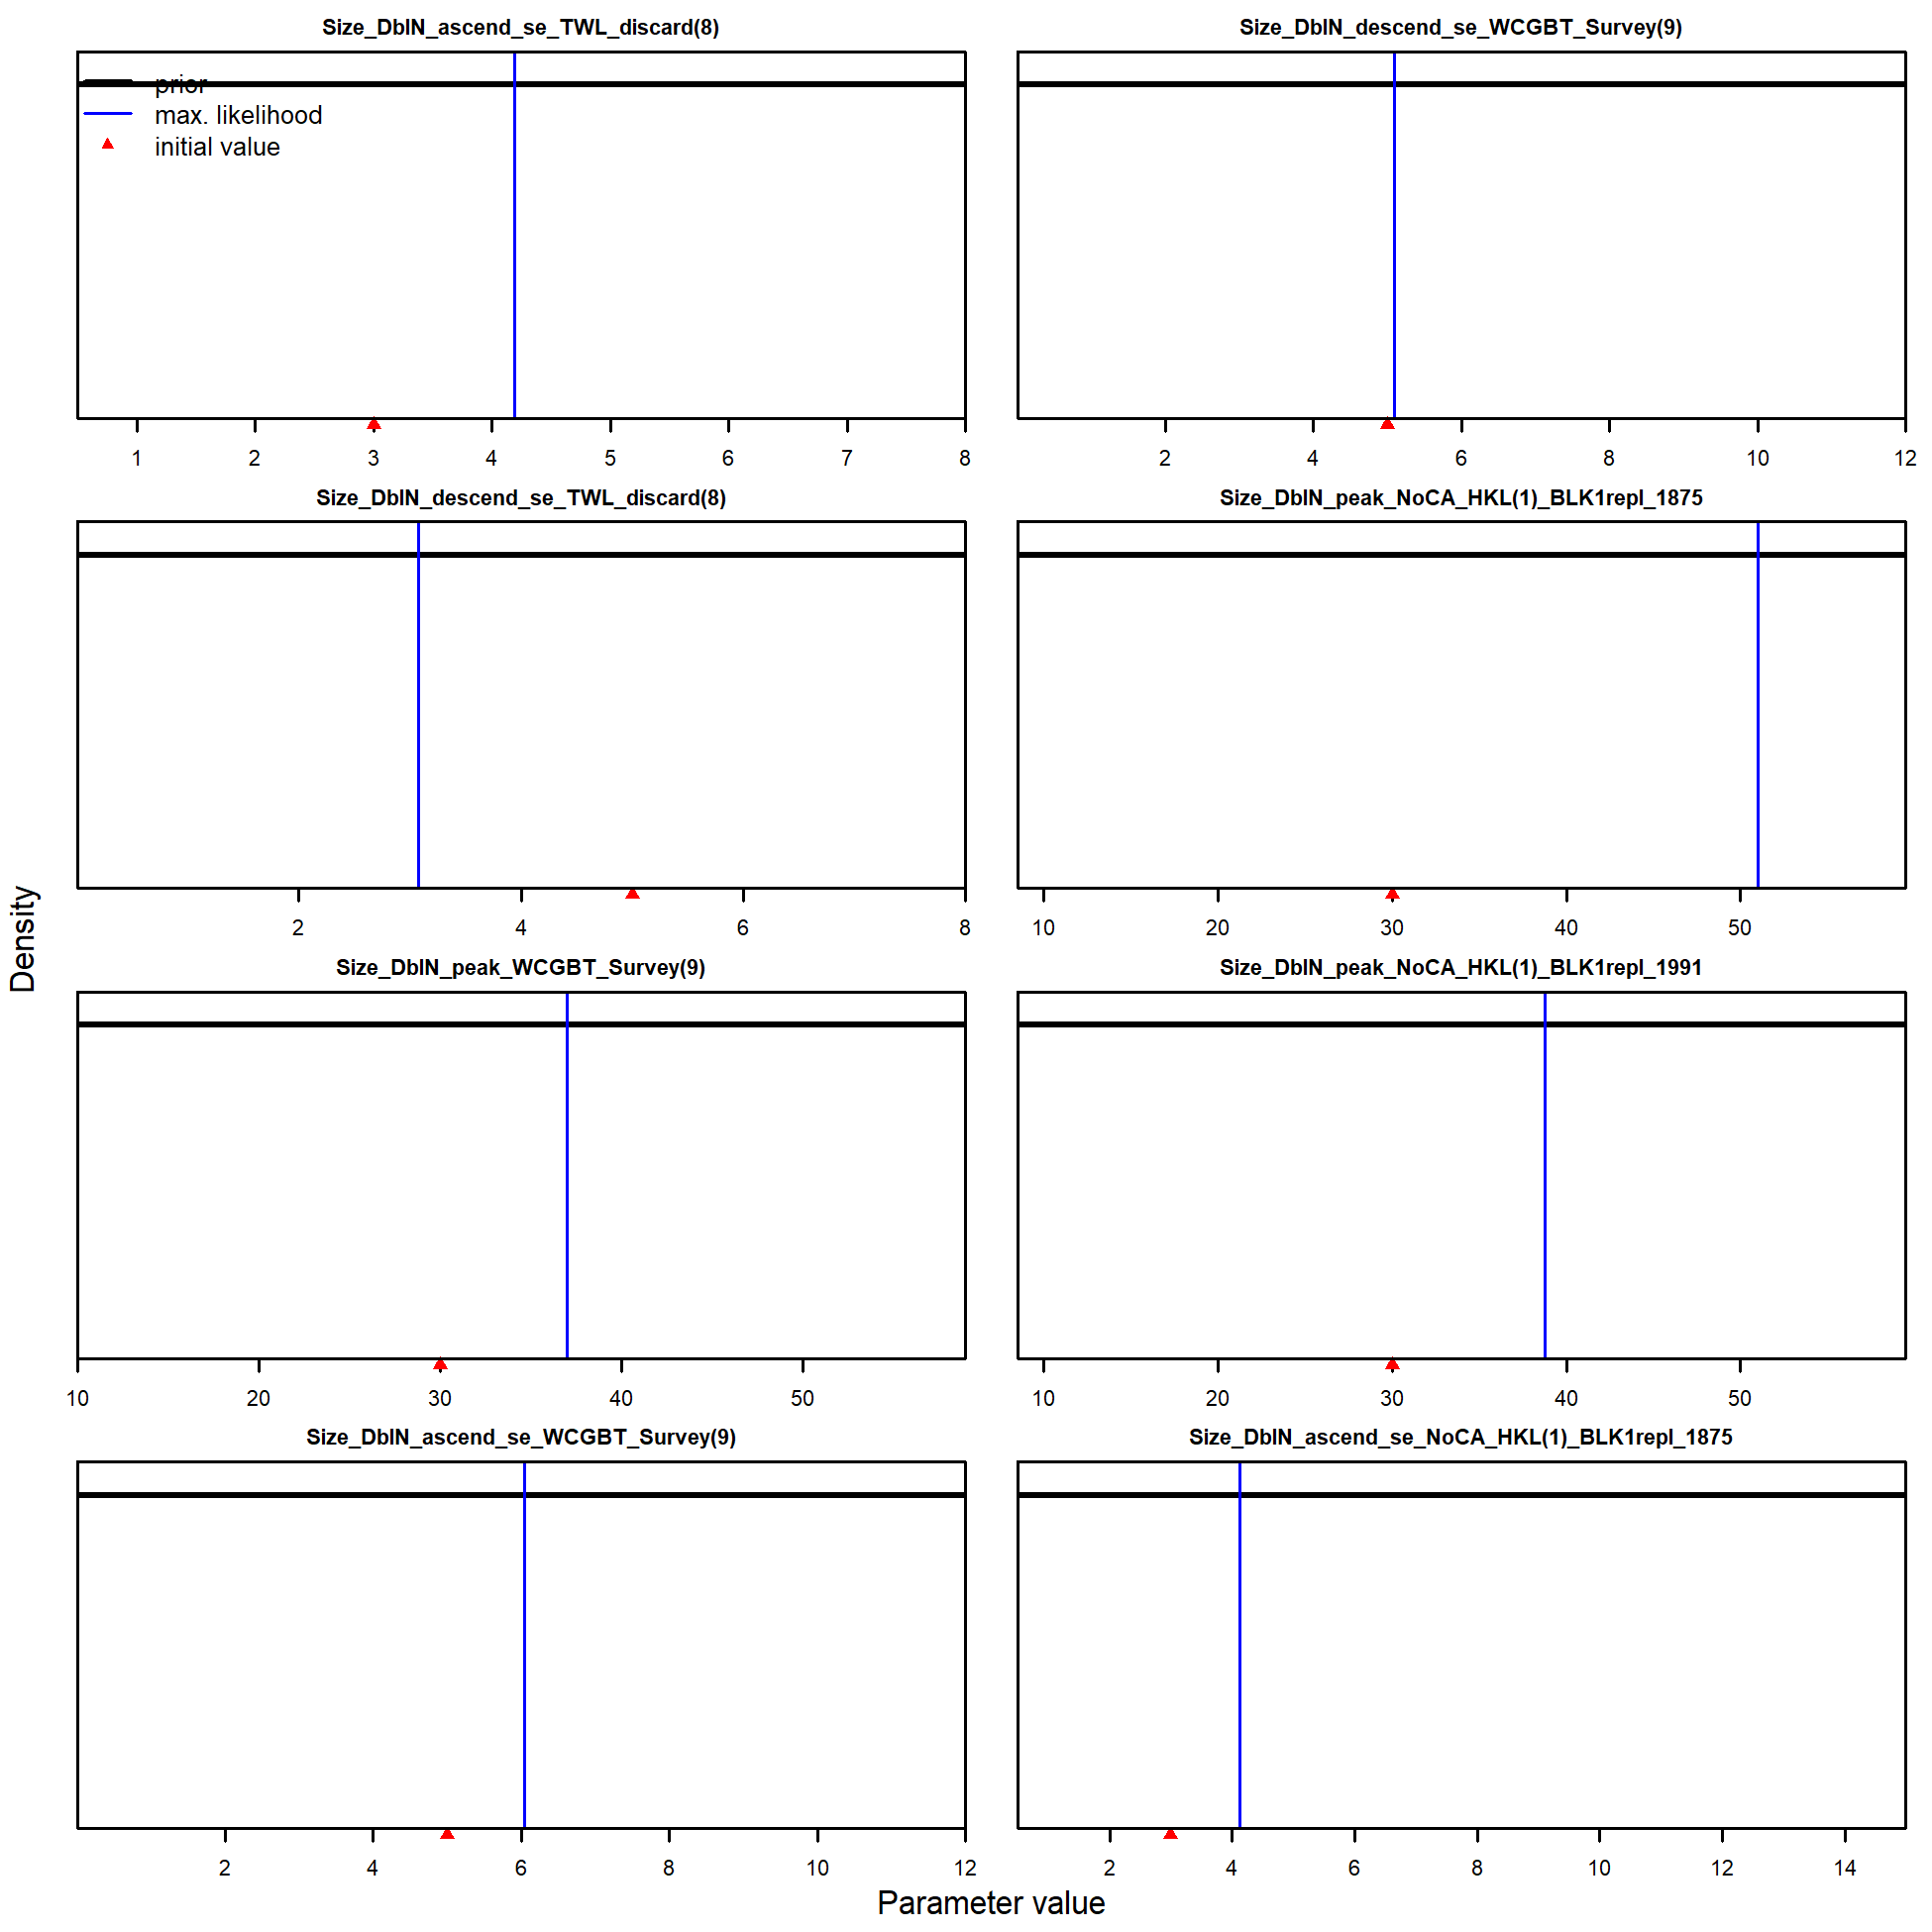 Size_DblN_ascend_se_TWL_discard(8)
prior
max. likelihood
initial value
1 2 3 4 5 6 7 8
Size_DblN_descend_se_WCGBT_Survey(9)
2 4 6 8 10 12
Size_DblN_descend_se_TWL_discard(8)
2 4 6 8
Size_DblN_peak_NoCA_HKL(1)_BLK1repl_1875
10 20 30 40 50
Size_DblN_peak_WCGBT_Survey(9)
10 20 30 40 50
Size_DblN_peak_NoCA_HKL(1)_BLK1repl_1991
10 20 30 40 50
Size_DblN_ascend_se_WCGBT_Survey(9)
2 4 6 8 10 12
Size_DblN_ascend_se_NoCA_HKL(1)_BLK1repl_1875
2 4 6 8 10 12 14
Density
Parameter value